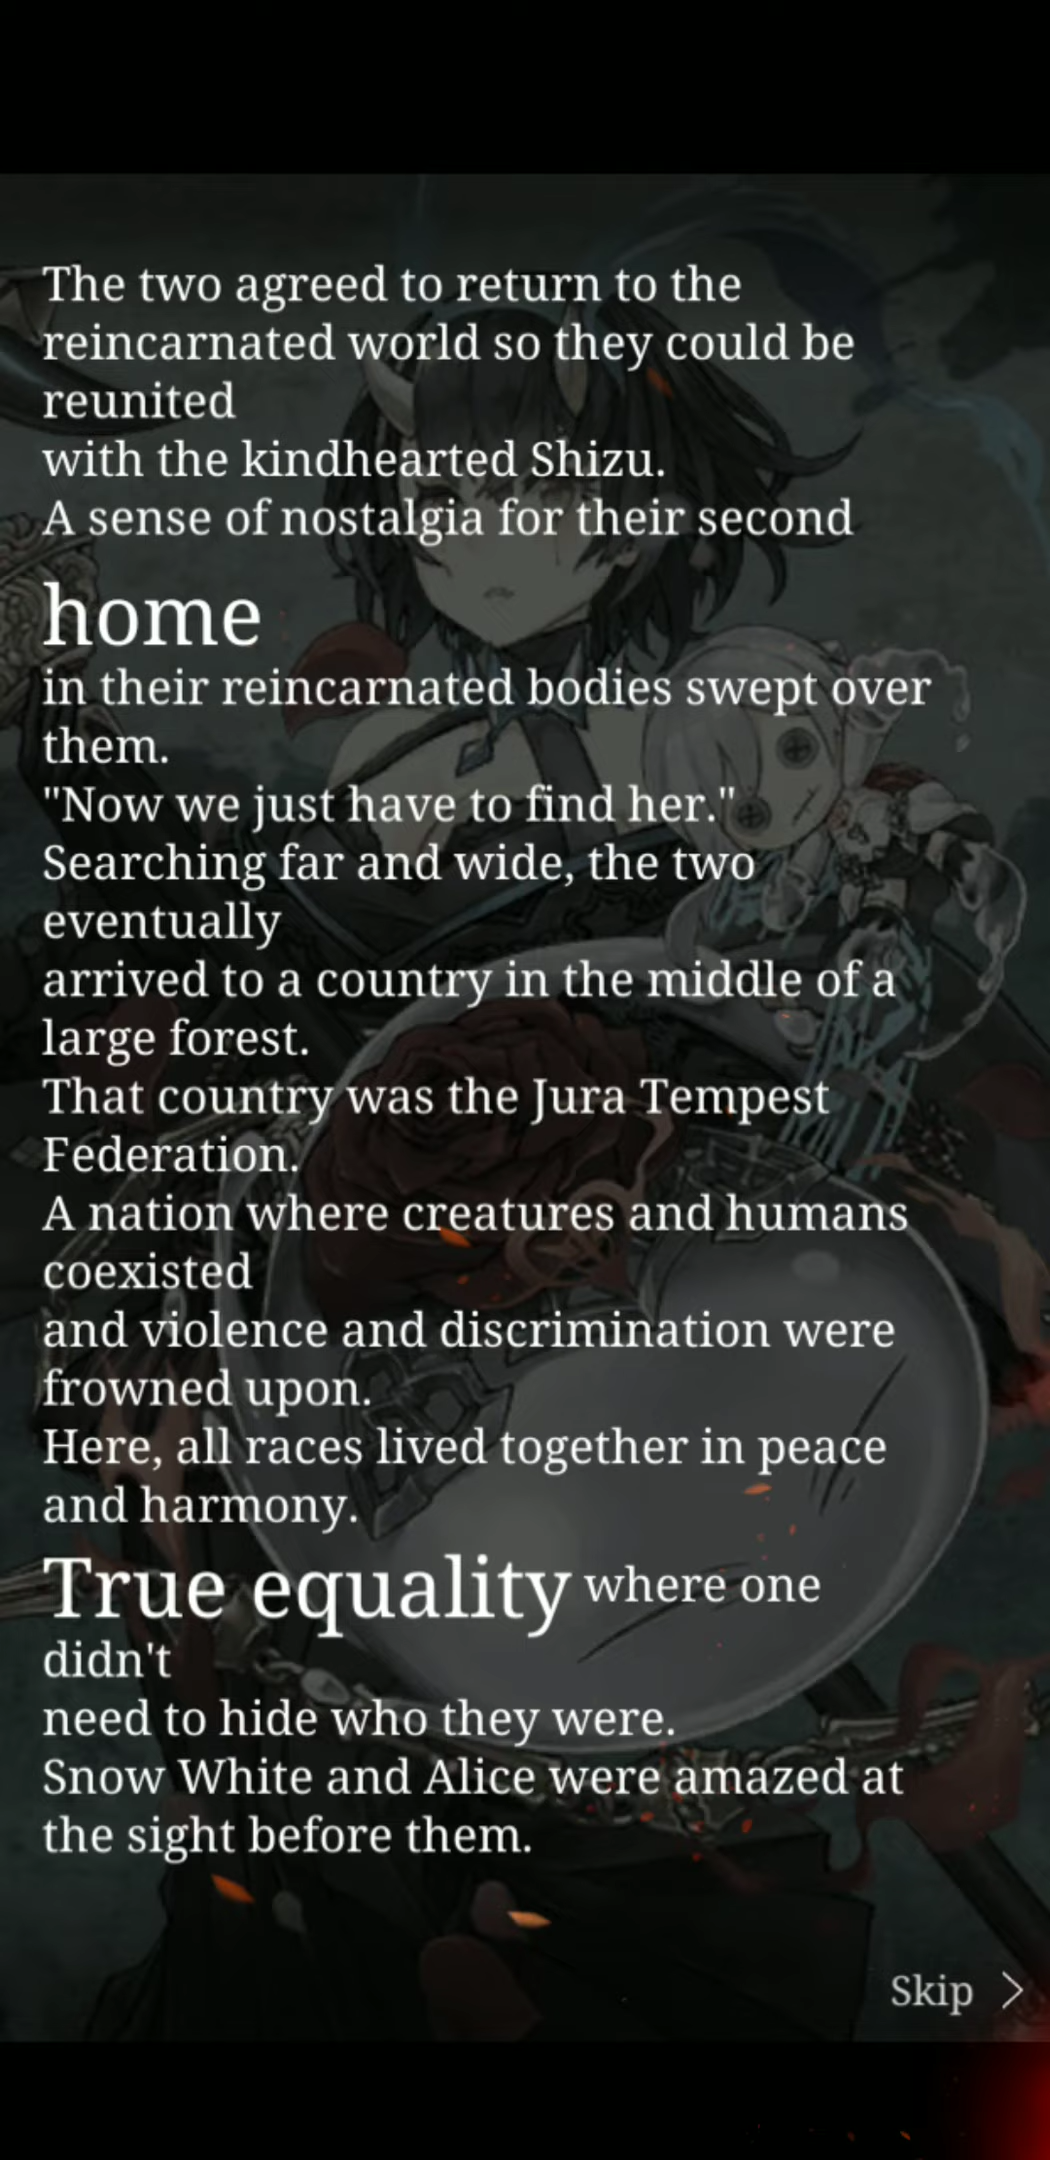 The two agreed to return to the
reincarnated world so they could be
reunited
with the kindhearted Shizu.
A sense of nostalgia for their second
home
in their reincarnated bodies swept over
them.
"Now we just have to find her."
Searching far and wide, the two
eventually
arrived to a country in the middle of a
large forest.
That country was the Jura Tempest
Federation.
A nation where creatures and humans
coexisted
and violence and discrimination were
frowned upon.
Here, all races lived together in peace
and harmony.
True equality where one
didn't
need to hide who they were.
Snow White and Alice were amazed at
the sight before them.
Skip >